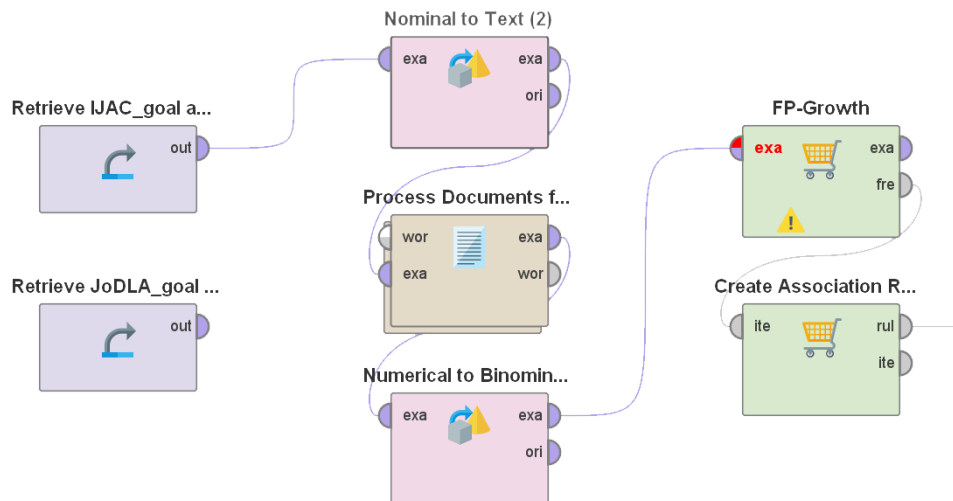 Nominal to Text (2)
exa
exa
ori
Retrieve IJAC_goal a...
out
FP-Growth
exa
exa
fre
Process Documents f...
wor
exa
exa
wor
Retrieve JoDLA_goal ...
out
Create Association R...
ite
rul
ite
Numerical to Binomin...
exa
exa
ori